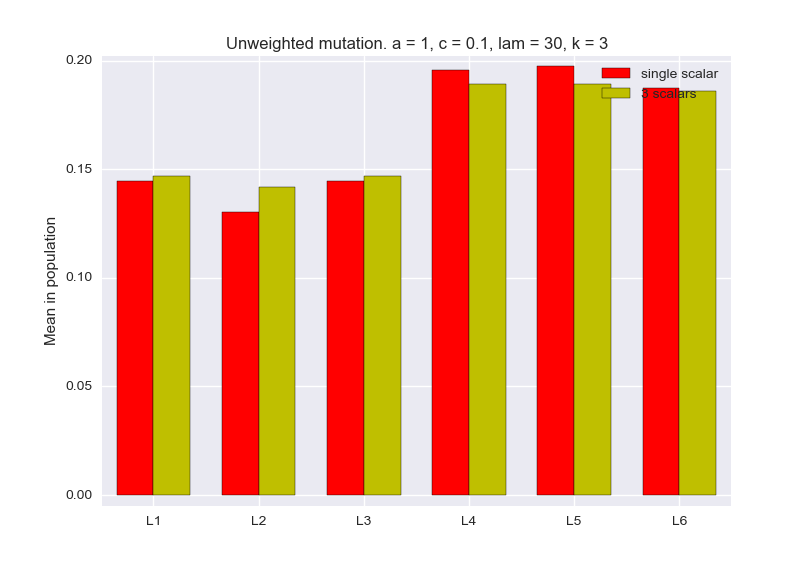 Unweighted mutation. a = 1, c = 0.1, lam = 30, k = 3
single scalar
3 scalars
Mean in population
0.20
0.15
0.10
0.05
0.00
L1 L2 L3 L4 L5 L6